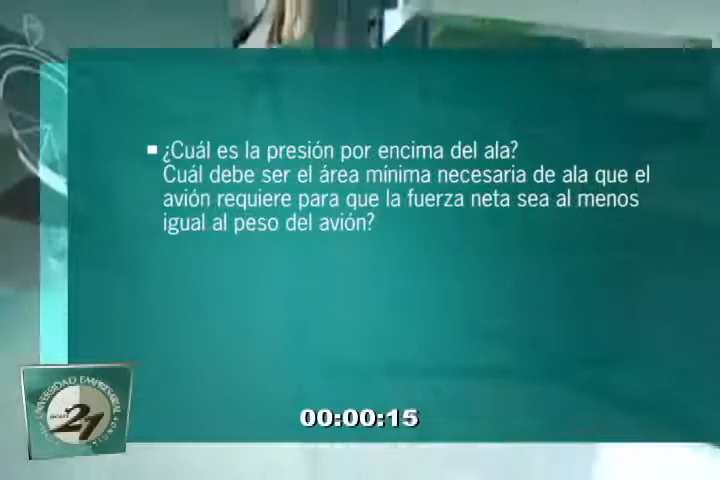 ¿Cuál es la presión por encima del ala?
Cuál debe ser el área mínima necesaria de ala que el
avión requiere para que la fuerza neta sea al menos
igual al peso del avión?
UNIVERSIDAD EMPRESARIAL
21
00:00:15